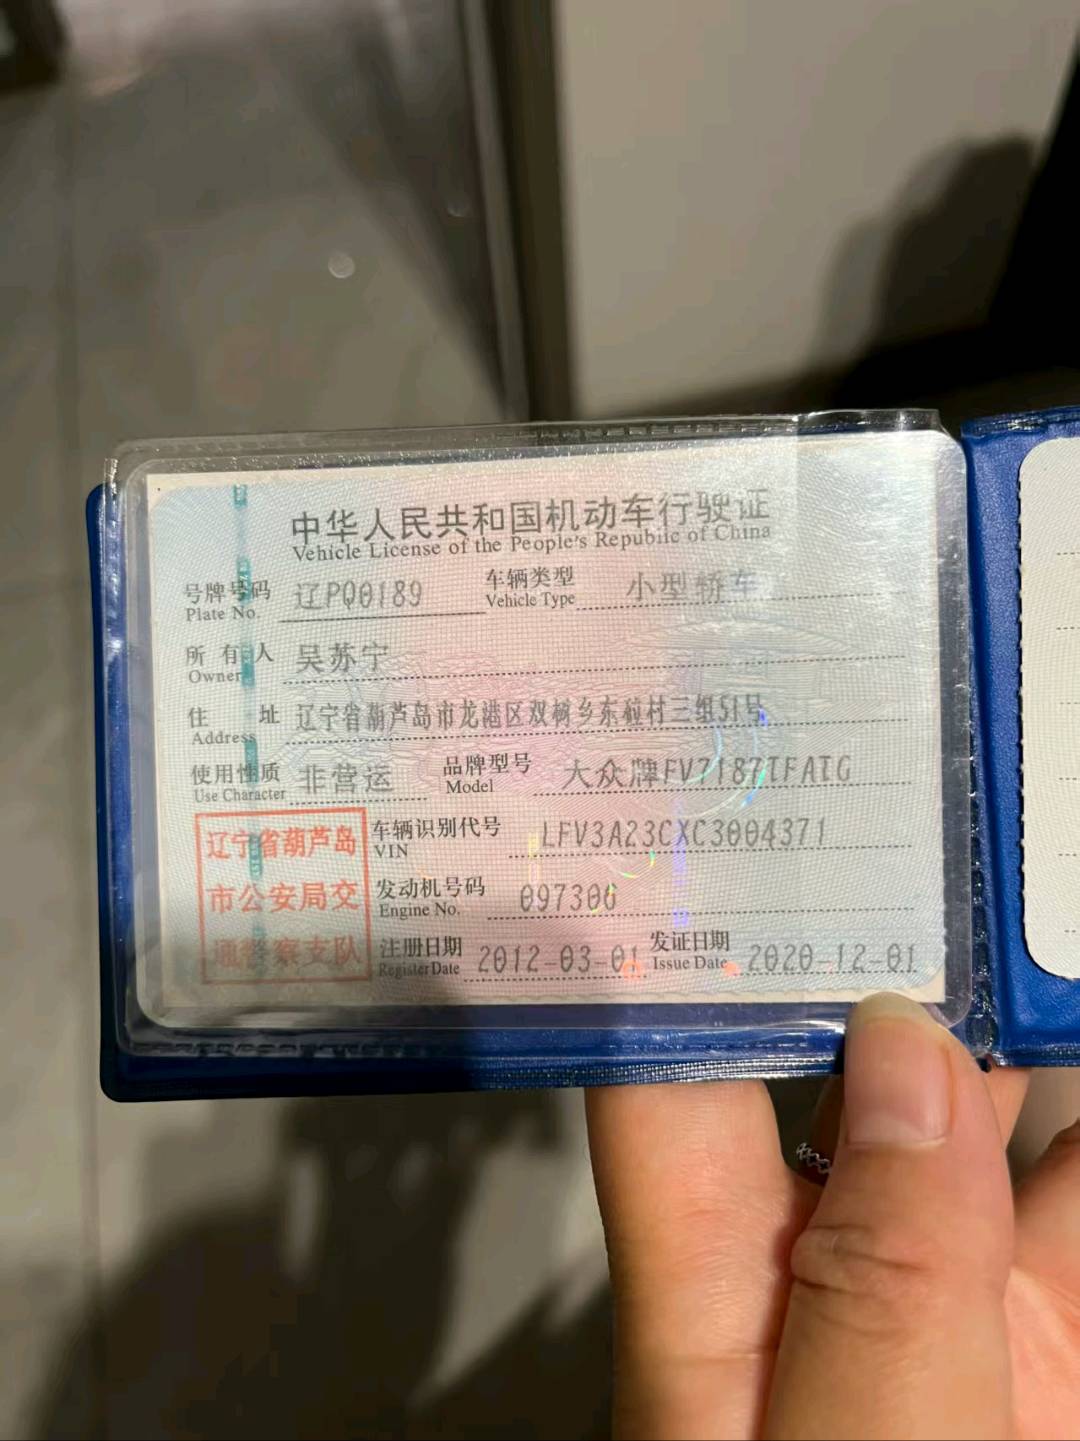 中华人民共和国机动车行驶证
Vehicle License of the People's Republic of China
号牌号码 辽PQ0189 车辆类型 小型轿车
Plate No. Vehicle Type
所有人 吴苏宁
Owner
住址 辽宁省葫芦岛市龙港区双树乡东碹村三组51号
Address
使用性质 非营运 品牌型号 大众牌FV7187TFATG
Use Character Model
辽宁省葫芦岛
市公安局交
通警察支队
车辆识别代号 LFV3A23CXC3004371
VIN
发动机号码 097306
Engine No.
注册日期 2012-03-01 发证日期 2020-12-01
Register Date Issue Date